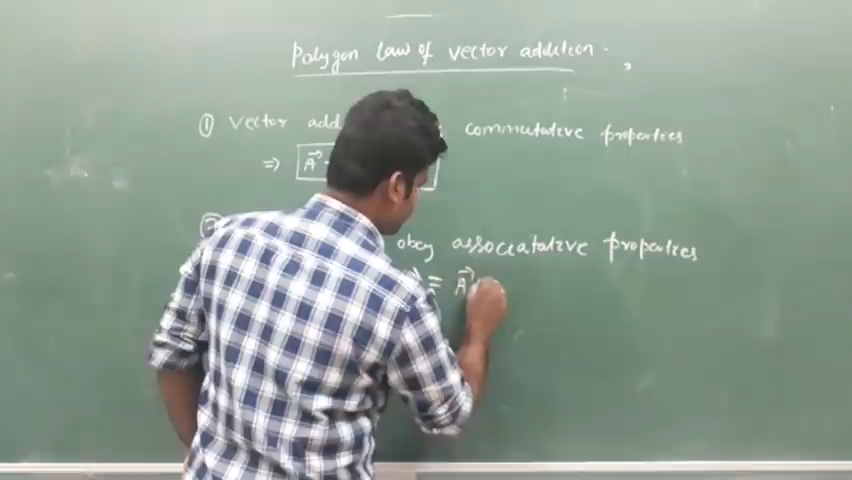 Polygon law of vector addition.
① Vector add commutative properties
⇒ A⃗
② obey associatative properties
= A⃗